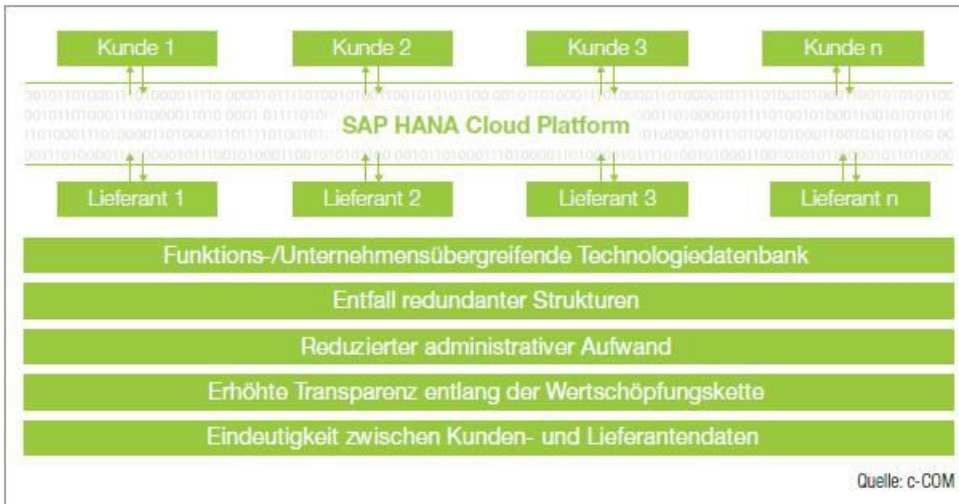 Kunde 1 Kunde 2 Kunde 3 Kunde n
SAP HANA Cloud Platform
Lieferant 1 Lieferant 2 Lieferant 3 Lieferant n
Funktions-/Unternehmensübergreifende Technologiedatenbank
Entfall redundanter Strukturen
Reduzierter administrativer Aufwand
Erhöhte Transparenz entlang der Wertschöpfungskette
Eindeutigkeit zwischen Kunden- und Lieferantendaten
Quelle: c-COM